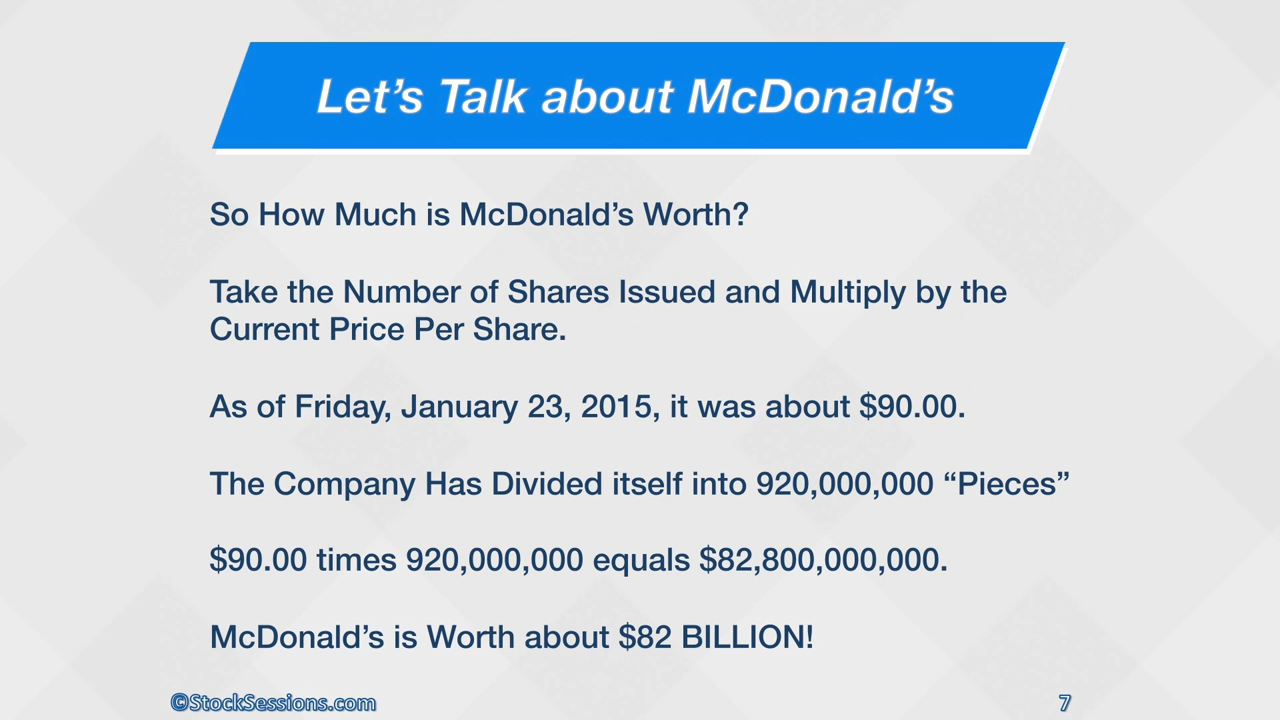 Let’s Talk about McDonald’s
So How Much is McDonald’s Worth?
Take the Number of Shares Issued and Multiply by the
Current Price Per Share.
As of Friday, January 23, 2015, it was about $90.00.
The Company Has Divided itself into 920,000,000 “Pieces”
$90.00 times 920,000,000 equals $82,800,000,000.
McDonald’s is Worth about $82 BILLION!
©StockSessions.com
7